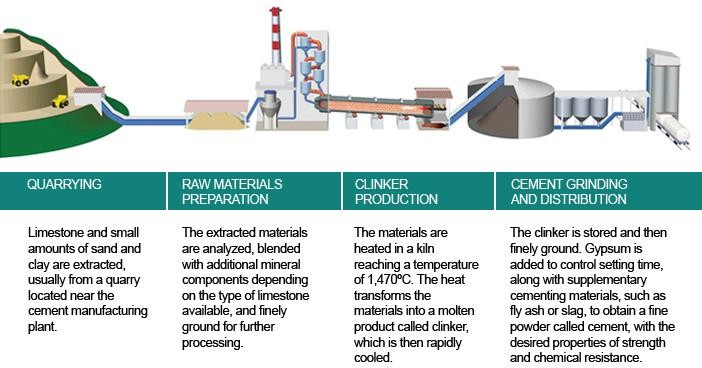 QUARRYING
Limestone and small
amounts of sand and
clay are extracted,
usually from a quarry
located near the
cement manufacturing
plant.
RAW MATERIALS
PREPARATION
The extracted materials
are analyzed, blended
with additional mineral
components depending
on the type of limestone
available, and finely
ground for further
processing.
CLINKER
PRODUCTION
The materials are
heated in a kiln
reaching a temperature
of 1,470ºC. The heat
transforms the
materials into a molten
product called clinker,
which is then rapidly
cooled.
CEMENT GRINDING
AND DISTRIBUTION
The clinker is stored and then
finely ground. Gypsum is
added to control setting time,
along with supplementary
cementing materials, such as
fly ash or slag, to obtain a fine
powder called cement, with the
desired properties of strength
and chemical resistance.